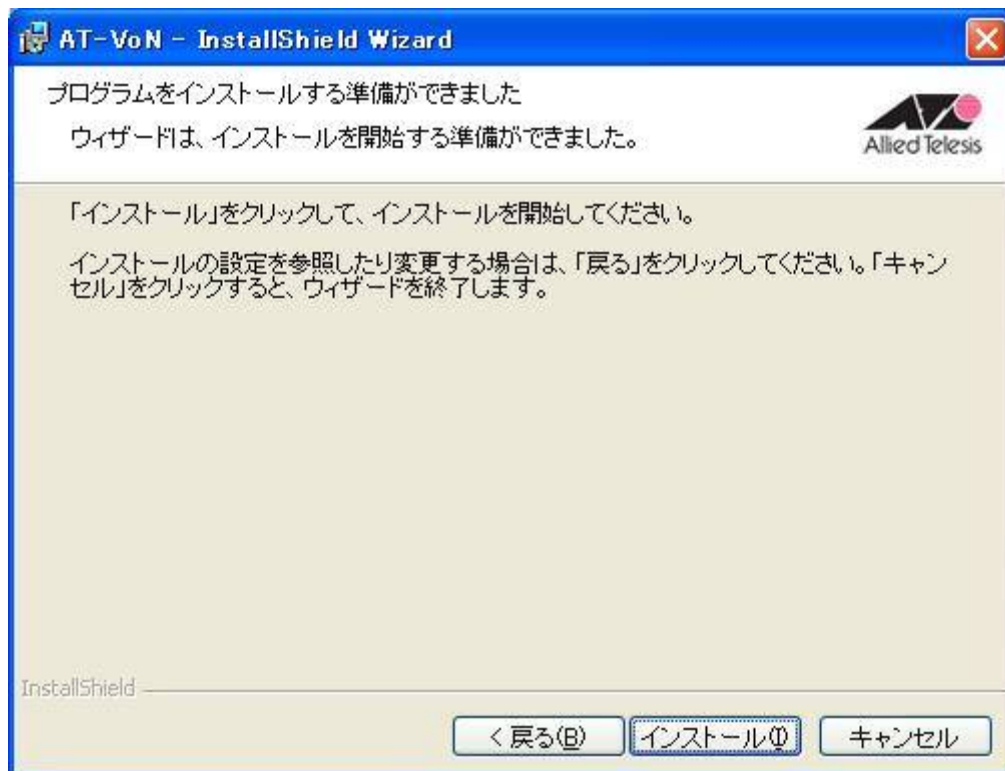 AT-VoN - InstallShield Wizard
プログラムをインストールする準備ができました
ウィザードは、インストールを開始する準備ができました。
Allied Telesis
「インストール」をクリックして、インストールを開始してください。
インストールの設定を参照したり変更する場合は、「戻る」をクリックしてください。「キャン
セル」をクリックすると、ウィザードを終了します。
InstallShield
< 戻る(B) インストール(I) キャンセル